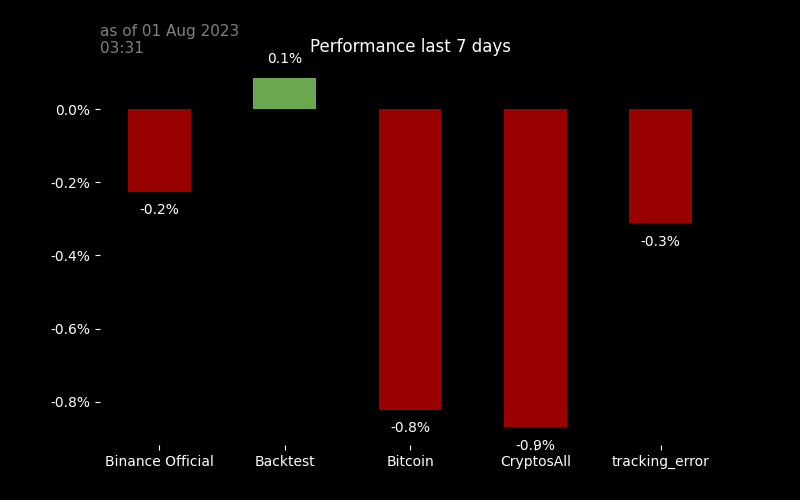 as of 01 Aug 2023
03:31
Performance last 7 days
0.1%
0.0%
-0.2%
-0.4%
-0.6%
-0.8%
-0.2%
-0.3%
-0.8%
-0.9%
Binance Official
Backtest
Bitcoin
CryptosAll
tracking_error